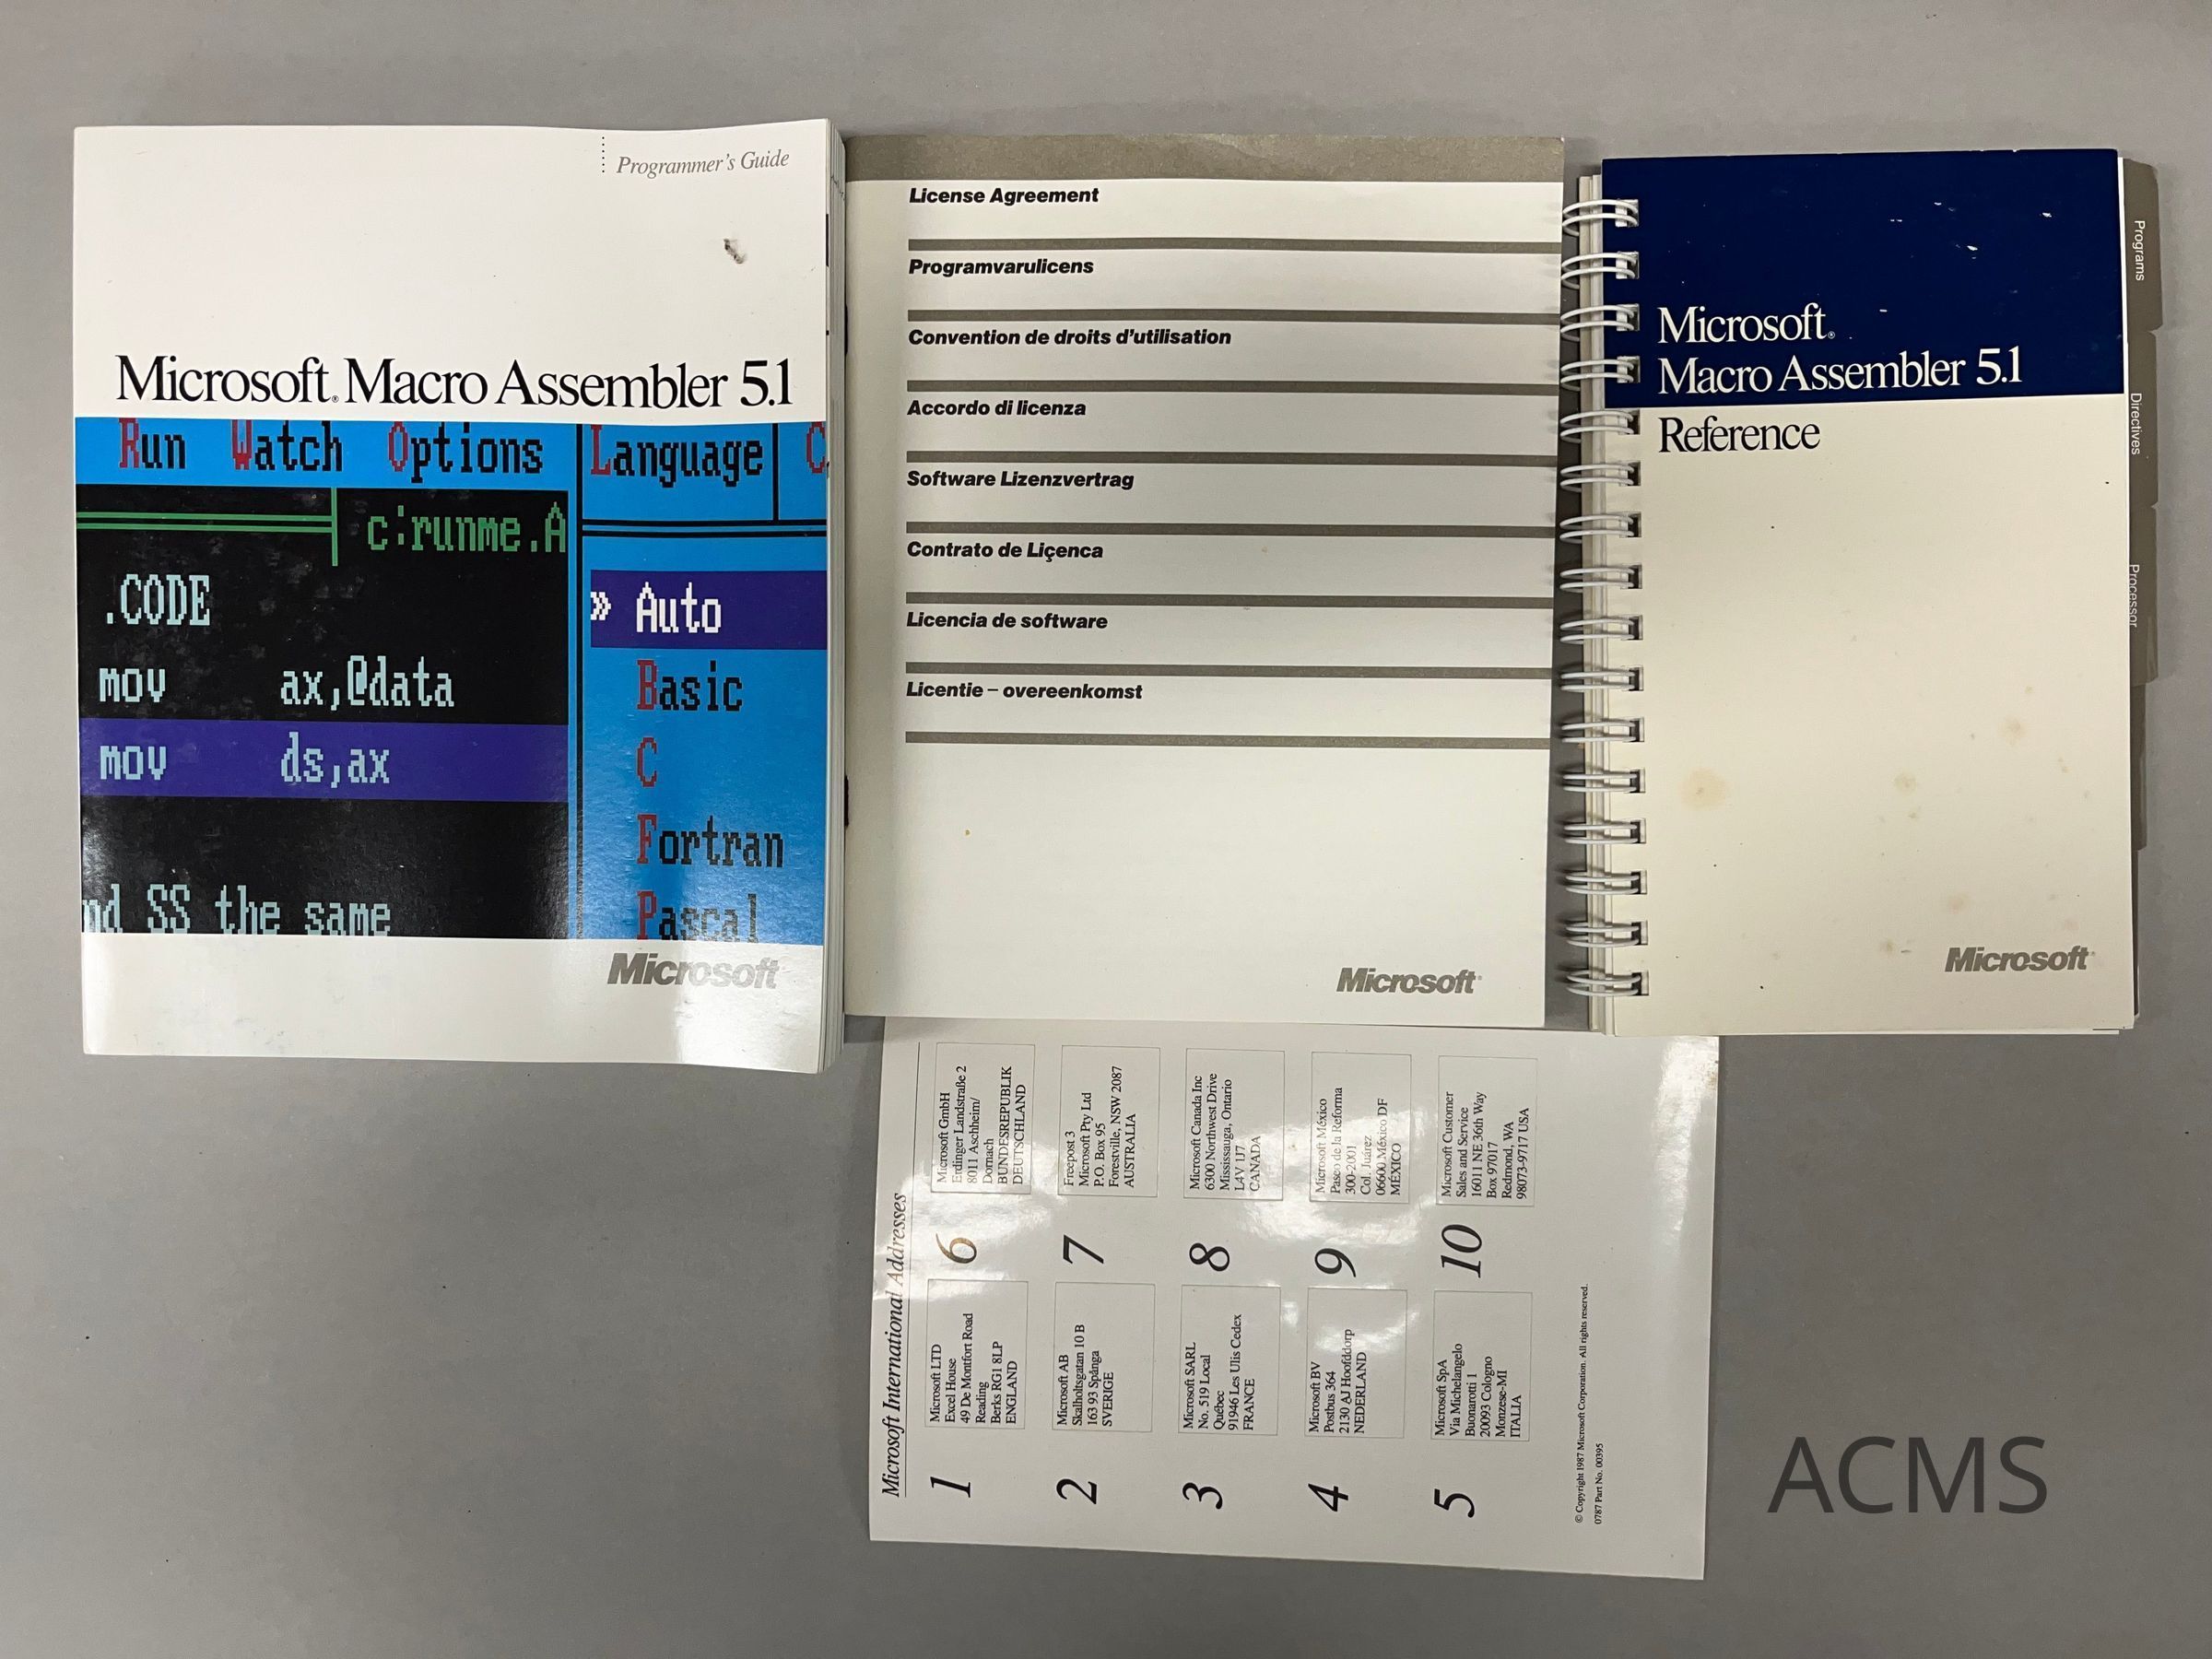 Programmer's Guide
Microsoft® Macro Assembler 5.1
Run Watch Options Language C
c:runme.A
.CODE
mov ax,@data
mov ds,ax
nd SS the same
» Auto
Basic
C
Fortran
Pascal
Microsoft
License Agreement
Programvarulicens
Convention de droits d'utilisation
Accordo di licenza
Software Lizenzvertrag
Contrato de Liçenca
Licencia de software
Licentie – overeenkomst
Microsoft®
Microsoft®
Macro Assembler 5.1
Reference
Microsoft®
Programs
Directives
Processor
Microsoft International Addresses
1
Microsoft LTD
Excel House
49 De Montfort Road
Reading
Berks RG1 8LP
ENGLAND
2
Microsoft AB
Skalholtsgatan 10 B
163 93 Spånga
SVERIGE
3
Microsoft SARL
No. 519 Local
Québec
91946 Les Ulis Cedex
FRANCE
4
Microsoft BV
Postbus 364
2130 AJ Hoofddorp
NEDERLAND
5
Microsoft SpA
Via Michelangelo
Buonarotti 1
20093 Cologno
Monzese-MI
ITALIA
6
Microsoft GmbH
Erdinger Landstraße 2
8011 Aschheim/
Dornach
BUNDESREPUBLIK
DEUTSCHLAND
7
Freepost 3
Microsoft Pty Ltd
P.O. Box 95
Forestville, NSW 2087
AUSTRALIA
8
Microsoft Canada Inc
6300 Northwest Drive
Mississauga, Ontario
L4V 1J7
CANADA
9
Microsoft México
Paseo de la Reforma
300-2001
Col. Juárez
06600 México DF
MÉXICO
10
Microsoft Customer
Sales and Service
16011 NE 36th Way
Box 97017
Redmond, WA
98073-9717 USA
© Copyright 1987 Microsoft Corporation. All rights reserved.
0787 Part No. 00395
ACMS